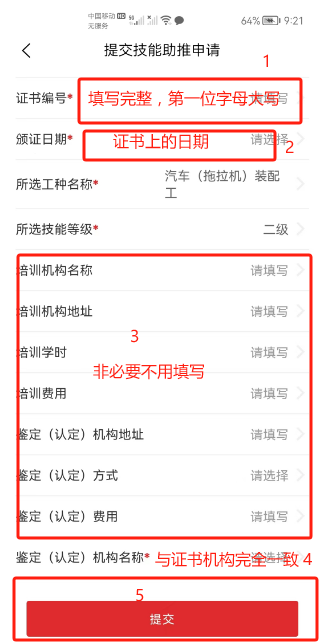 中国移动 HD 5G
无服务
64% 9:21
提交技能助推申请
1
证书编号* 填写完整，第一位字母大写
颁证日期* 证书上的日期 请选择
2
所选工种名称* 汽车（拖拉机）装配
工
所选技能等级* 二级
培训机构名称 请填写
培训机构地址 请填写
3
培训学时 请填写
非必要不用填写
培训费用 请填写
鉴定（认定）机构地址 请填写
鉴定（认定）方式 请选择
鉴定（认定）费用 请填写
鉴定（认定）机构名称* 与证书机构完全一致 4
5
提交